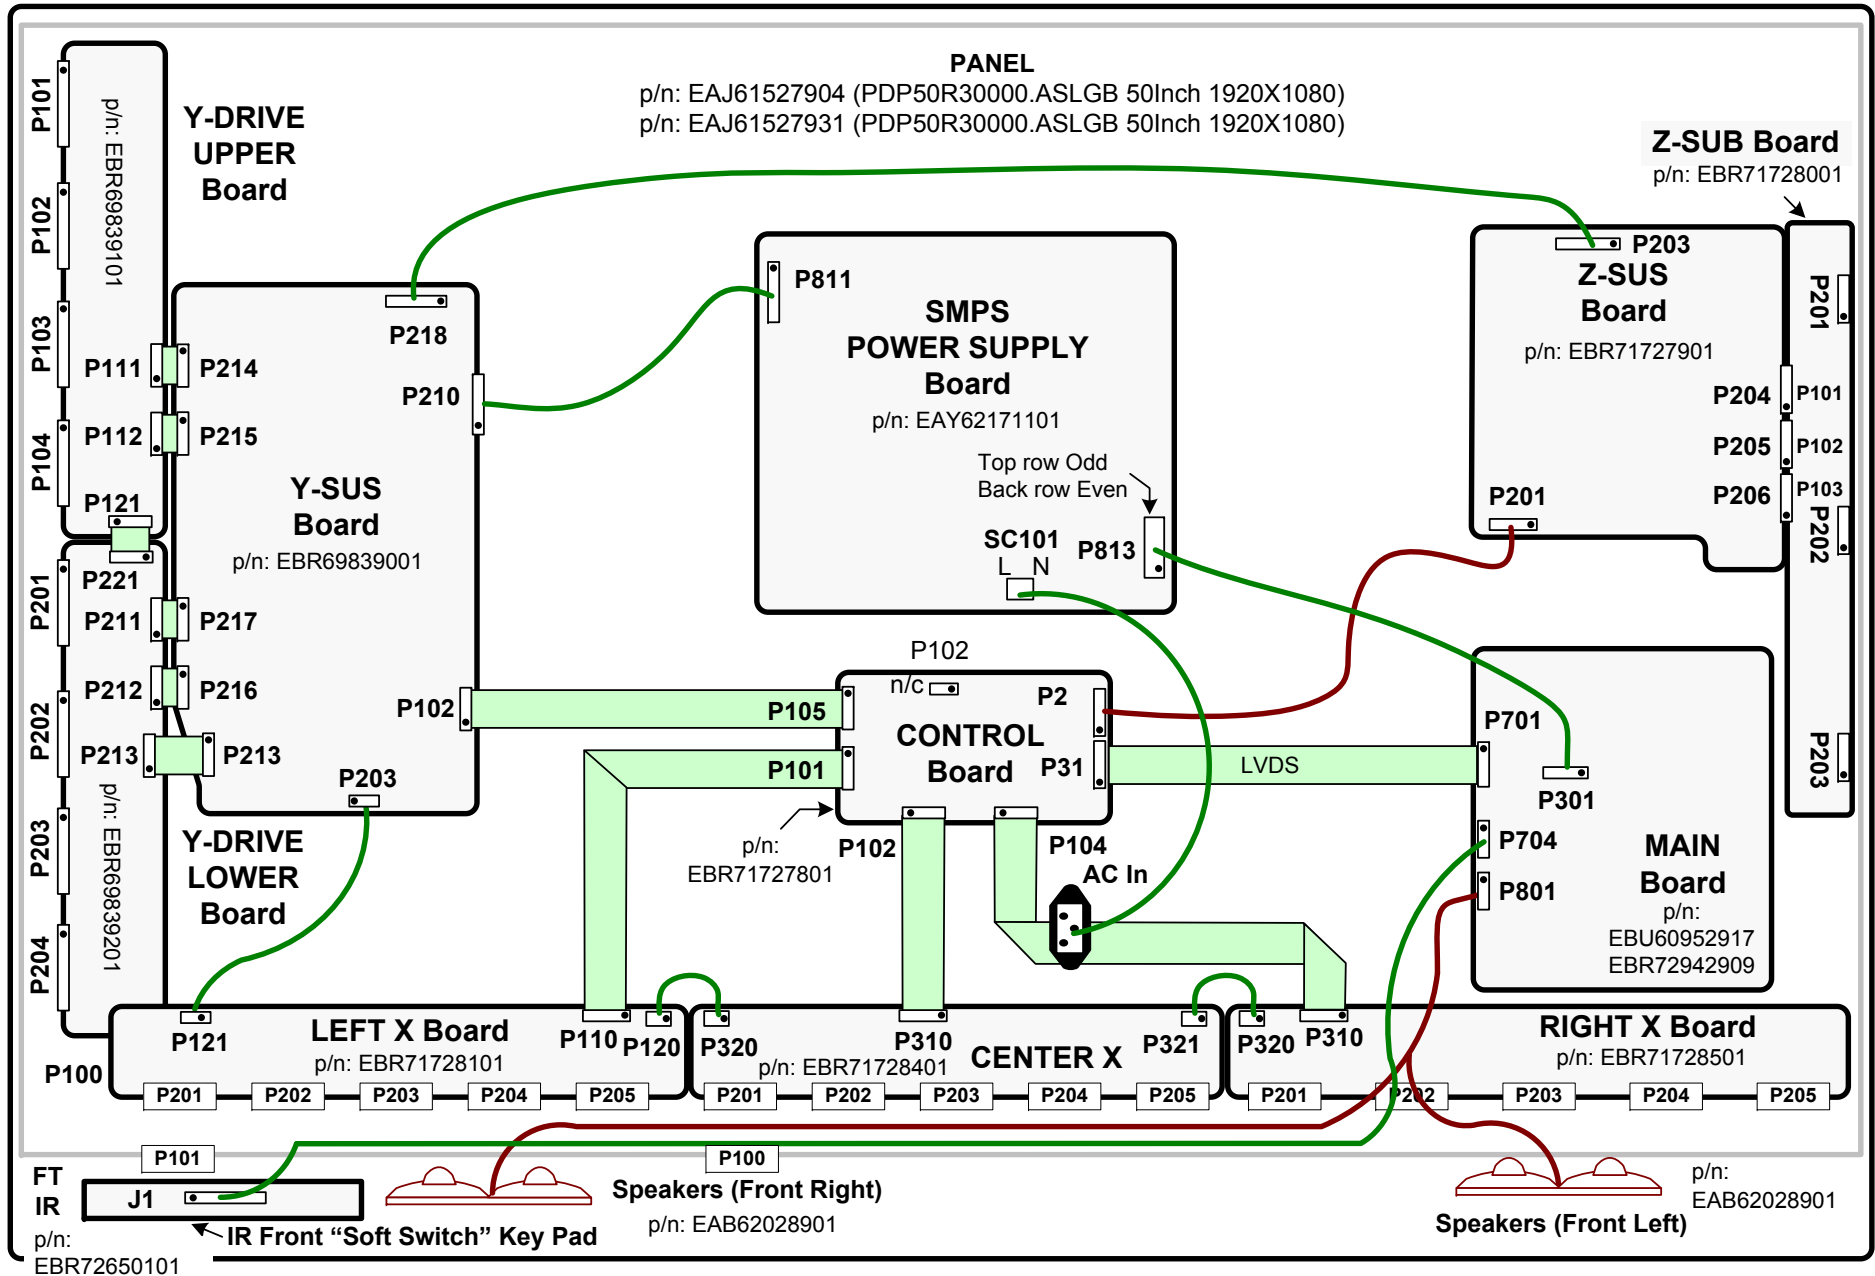 PANEL
p/n: EAJ61527904 (PDP50R30000.ASLGB 50Inch 1920X1080)
p/n: EAJ61527931 (PDP50R30000.ASLGB 50Inch 1920X1080)
P101
P102
P103
P104
p/n: EBR69839101
Y-DRIVE
UPPER
Board
P111
P112
P121
P221
P201
P211
P212
P202
P213
P203
P204
p/n: EBR69839201
Y-DRIVE
LOWER
Board
P218
P214
P210
P215
Y-SUS
Board
p/n: EBR69839001
P217
P216
P102
P213
P203
P811
SMPS
POWER SUPPLY
Board
p/n: EAY62171101
Top row Odd
Back row Even
SC101
L N
P813
Z-SUB Board
p/n: EBR71728001
P203
Z-SUS
Board
p/n: EBR71727901
P204
P205
P206
P201
P201
P101
P102
P103
P202
P203
P102
n/c
P2
P105
CONTROL
Board
P101
P31
LVDS
p/n:
EBR71727801
P102
P104
AC In
P701
P301
P704
P801
MAIN
Board
p/n:
EBU60952917
EBR72942909
P121
LEFT X Board
p/n: EBR71728101
P110
P120
P100
P201
P202
P203
P204
P205
P320
P310
p/n: EBR71728401
CENTER X
P321
P201
P202
P203
P204
P205
P320
P310
RIGHT X Board
p/n: EBR71728501
P201
P202
P203
P204
P205
P101
P100
FT
IR
J1
p/n:
EBR72650101
IR Front “Soft Switch” Key Pad
Speakers (Front Right)
p/n: EAB62028901
Speakers (Front Left)
p/n:
EAB62028901